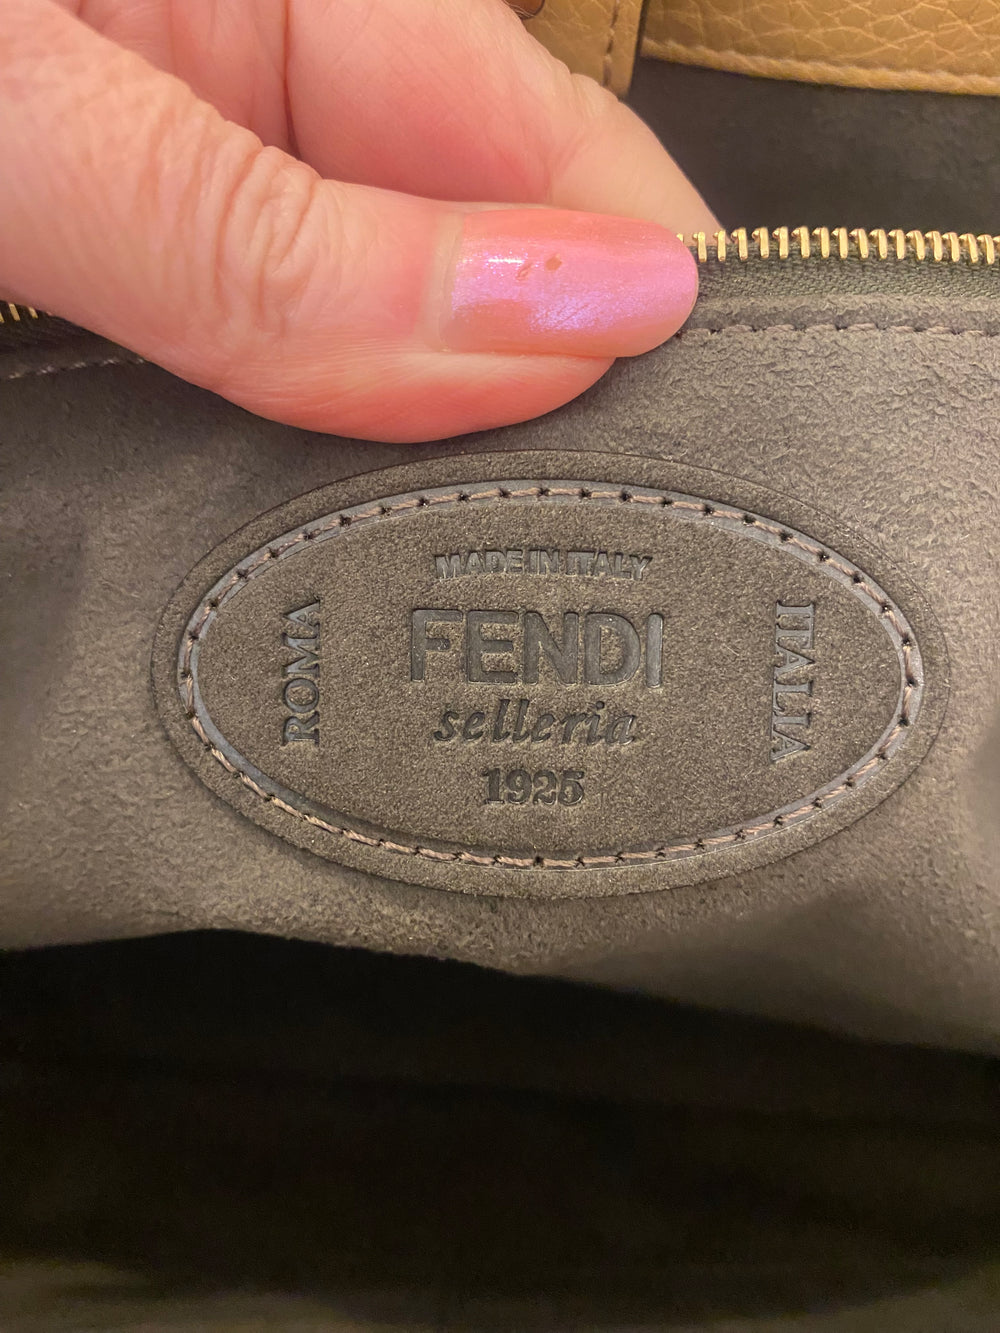 MADE IN ITALY
ROMA
FENDI
ITALIA
selleria
1925